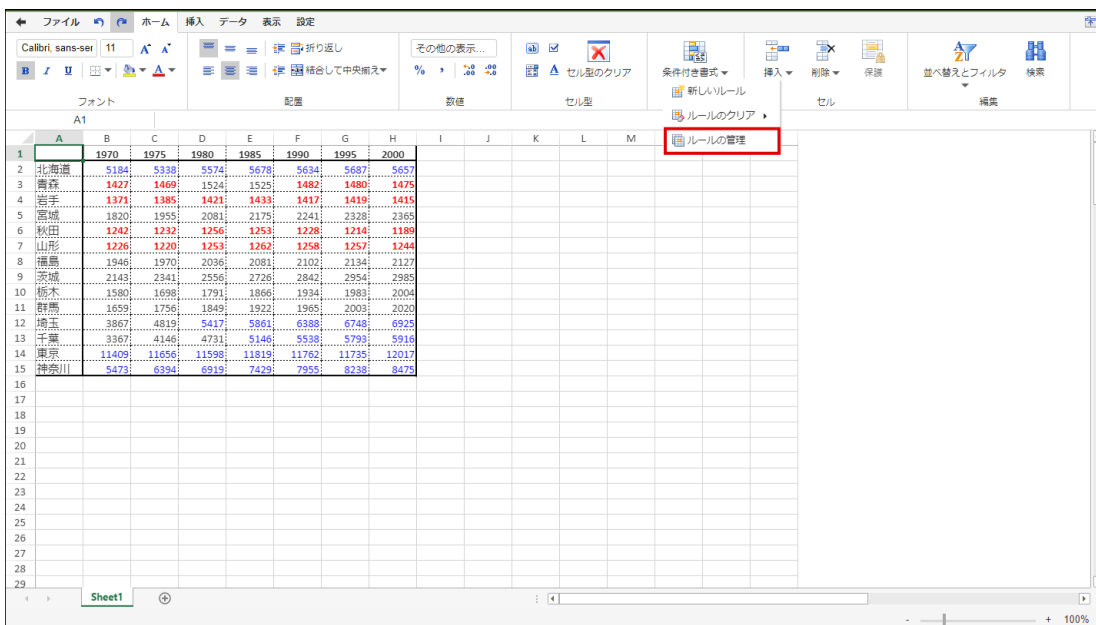 ファイル ホーム 挿入 データ 表示 設定
Calibri, sans-ser 11 A A 折り返し その他の表示... ab
B I U A 結合して中央揃え % , .0 .00 .00 .0 A セル型のクリア 条件付き書式 挿入 削除 保護 並べ替えとフィルタ 検索
フォント 配置 数値 セル型 セル 編集
新しいルール
ルールのクリア
ルールの管理
A1
A B C D E F G H I J K L M
1 1970 1975 1980 1985 1990 1995 2000
2 北海道 5184 5338 5574 5678 5634 5687 5657
3 青森 1427 1469 1524 1525 1482 1480 1475
4 岩手 1371 1385 1421 1433 1417 1419 1415
5 宮城 1820 1955 2081 2175 2241 2328 2365
6 秋田 1242 1232 1256 1253 1228 1214 1189
7 山形 1226 1220 1253 1262 1258 1257 1244
8 福島 1946 1970 2036 2081 2102 2134 2127
9 茨城 2143 2341 2556 2726 2842 2954 2985
10 栃木 1580 1698 1791 1866 1934 1983 2004
11 群馬 1659 1756 1849 1922 1965 2003 2020
12 埼玉 3867 4819 5417 5861 6388 6748 6925
13 千葉 3367 4146 4731 5146 5538 5793 5916
14 東京 11409 11656 11598 11819 11762 11735 12017
15 神奈川 5473 6394 6919 7429 7955 8238 8475
16
17
18
19
20
21
22
23
24
25
26
27
28
29
Sheet1
- + 100%